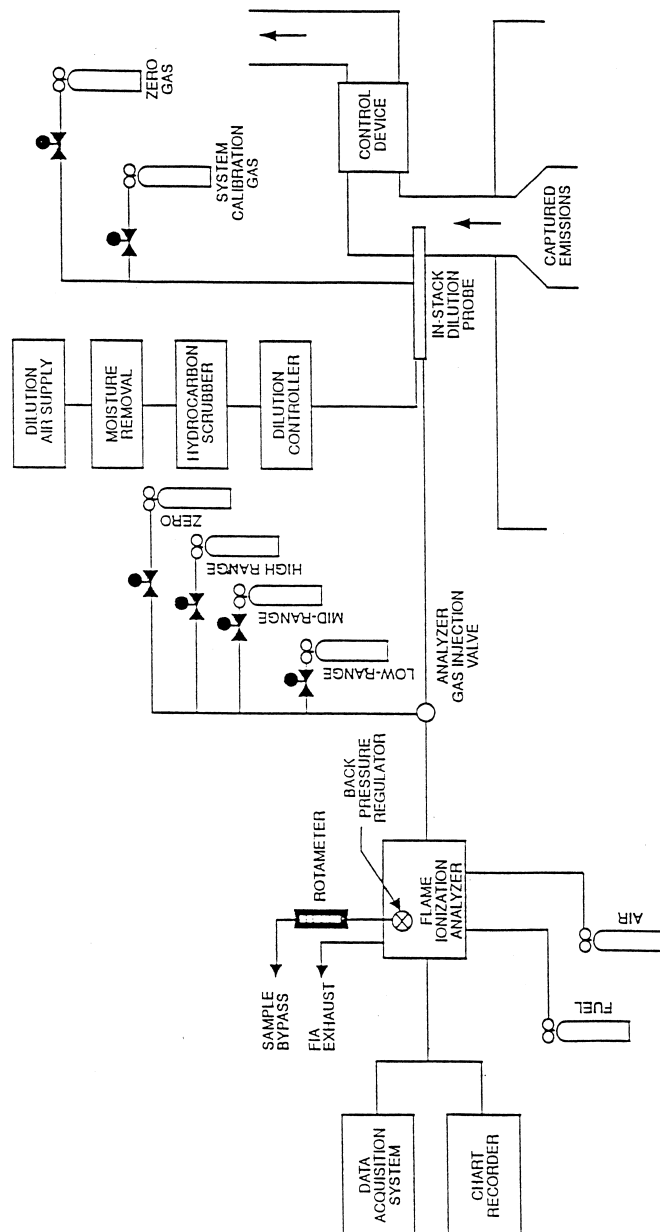 ZERO
GAS
SYSTEM
CALIBRATION
GAS
CONTROL
DEVICE
CAPTURED
EMISSIONS
IN-STACK
DILUTION
PROBE
DILUTION
AIR SUPPLY
MOISTURE
REMOVAL
HYDROCARBON
SCRUBBER
DILUTION
CONTROLLER
ZERO
HIGH RANGE
MID-RANGE
LOW-RANGE
ANALYZER
GAS INJECTION
VALVE
BACK
PRESSURE
REGULATOR
ROTAMETER
FLAME
IONIZATION
ANALYZER
SAMPLE
BYPASS
FIA
EXHAUST
AIR
FUEL
DATA
ACQUISITION
SYSTEM
CHART
RECORDER